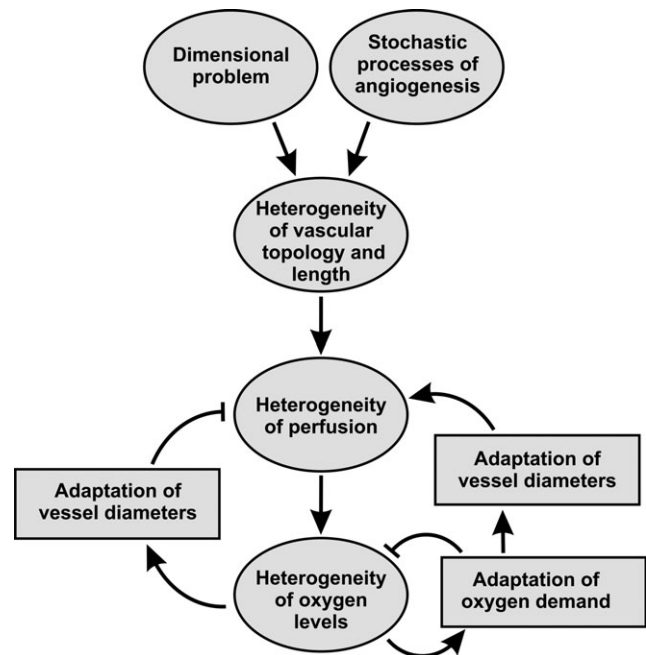 Dimensional
problem
Stochastic
processes of
angiogenesis
Heterogeneity
of vascular
topology and
length
Heterogeneity
of perfusion
Adaptation of
vessel diameters
Adaptation of
vessel diameters
Heterogeneity
of oxygen
levels
Adaptation of
oxygen demand